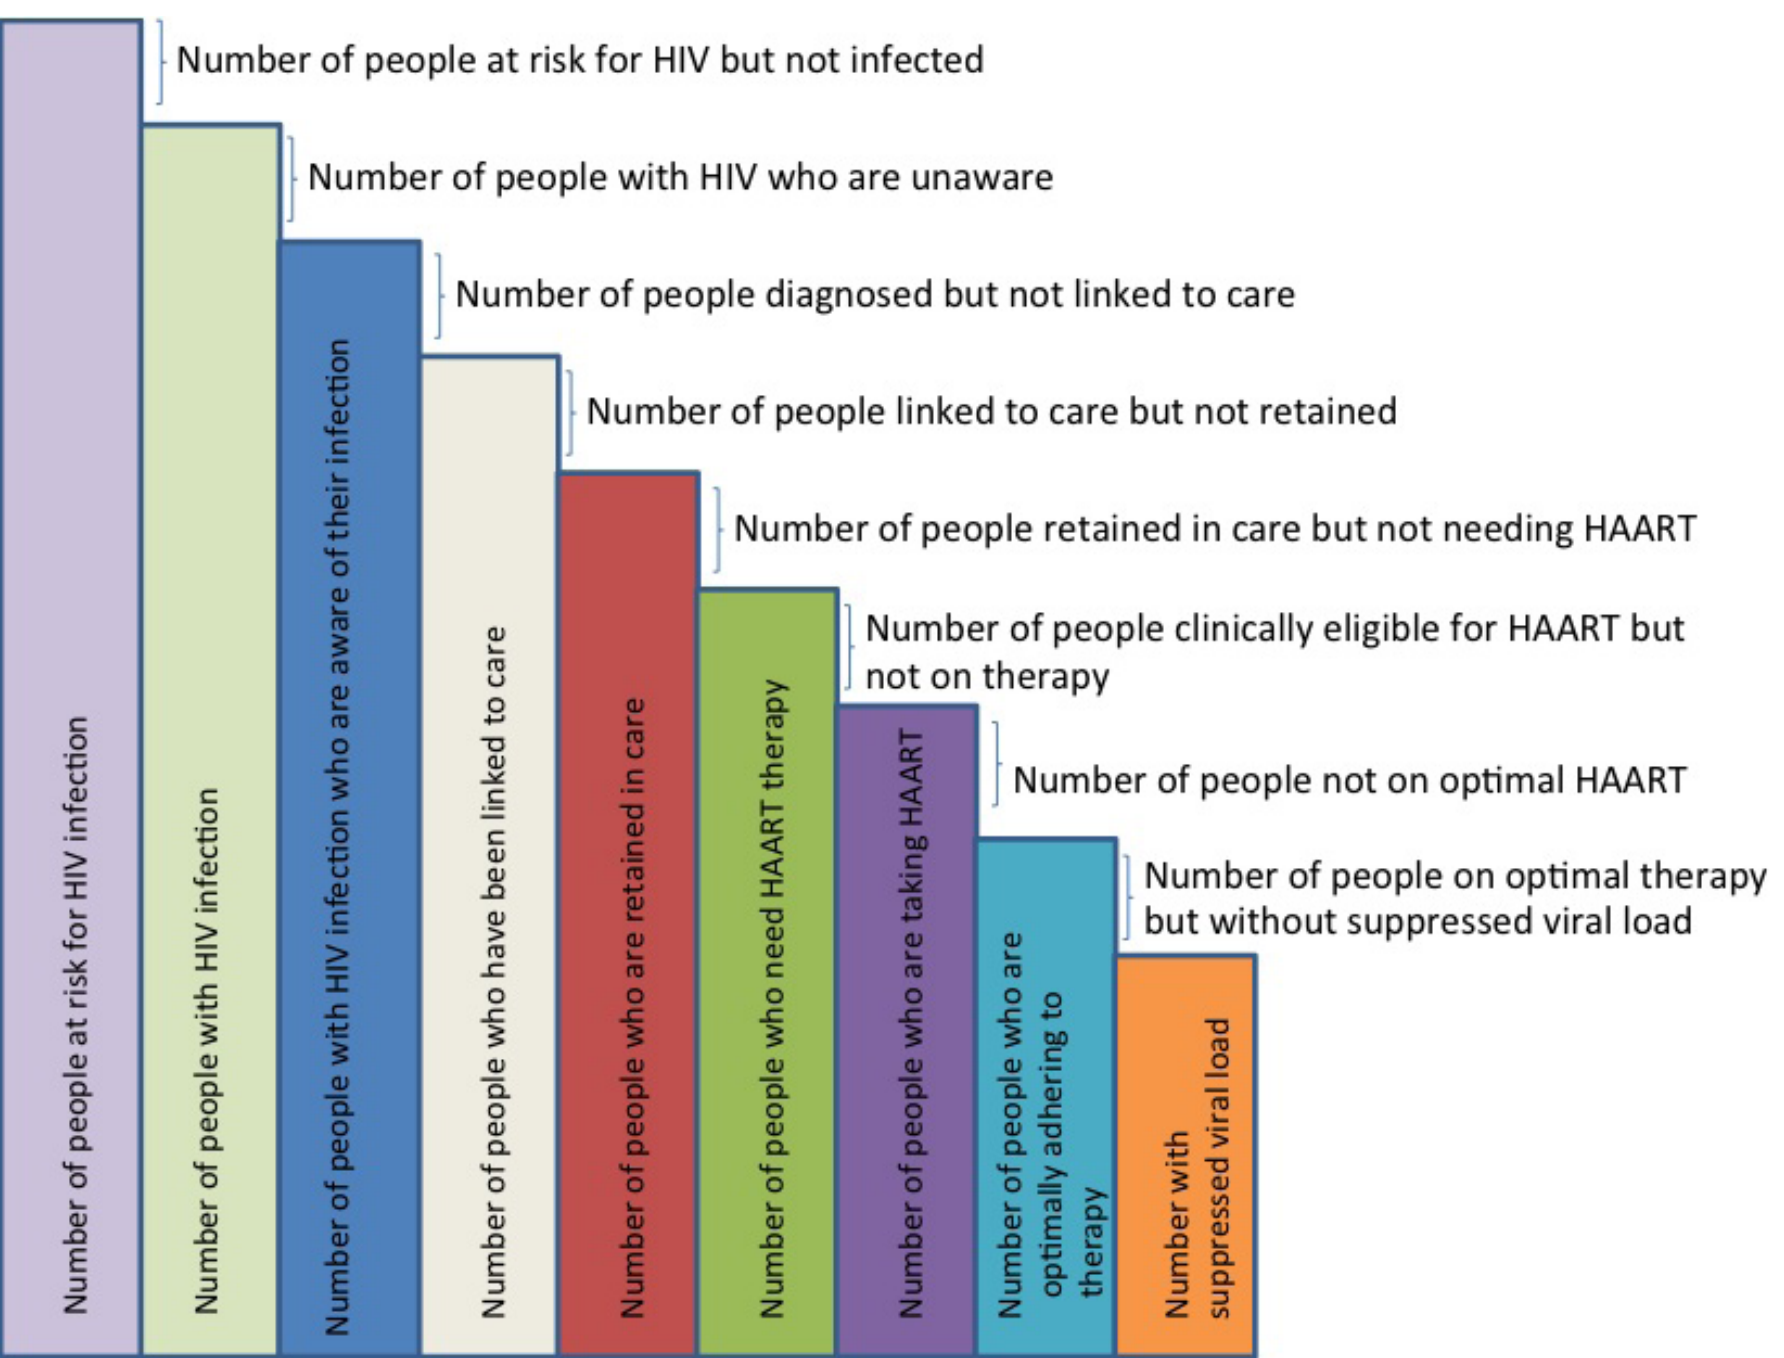 Number of people at risk for HIV but not infected
Number of people with HIV who are unaware
Number of people diagnosed but not linked to care
Number of people linked to care but not retained
Number of people retained in care but not needing HAART
Number of people clinically eligible for HAART but
not on therapy
Number of people not on optimal HAART
Number of people on optimal therapy
but without suppressed viral load
Number of people at risk for HIV infection
Number of people with HIV infection
Number of people with HIV infection who are aware of their infection
Number of people who have been linked to care
Number of people who are retained in care
Number of people who need HAART therapy
Number of people who are taking HAART
Number of people who are
optimally adhering to
therapy
Number with
suppressed viral load